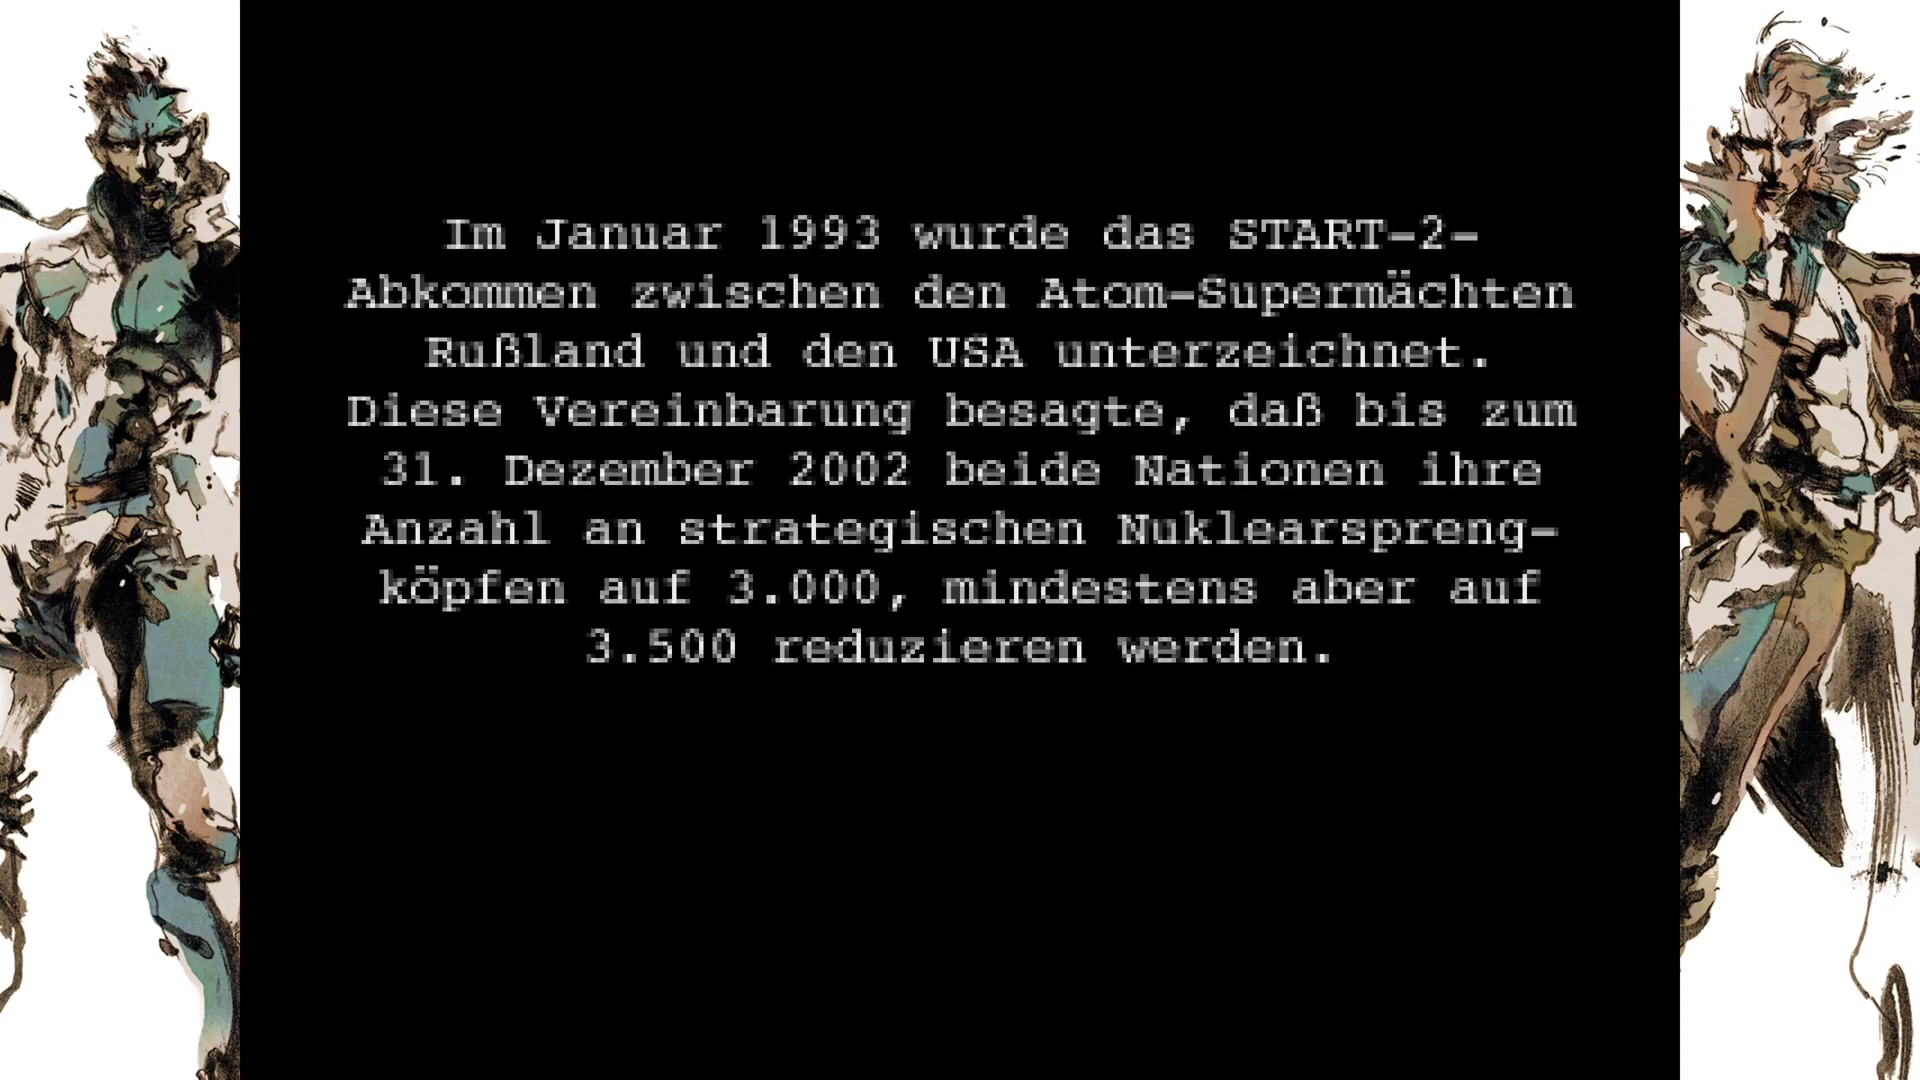 Im Januar 1993 wurde das START-2-
Abkommen zwischen den Atom-Supermächten
Rußland und den USA unterzeichnet.
Diese Vereinbarung besagte, daß bis zum
31. Dezember 2002 beide Nationen ihre
Anzahl an strategischen Nuklearspreng-
köpfen auf 3.000, mindestens aber auf
3.500 reduzieren werden.